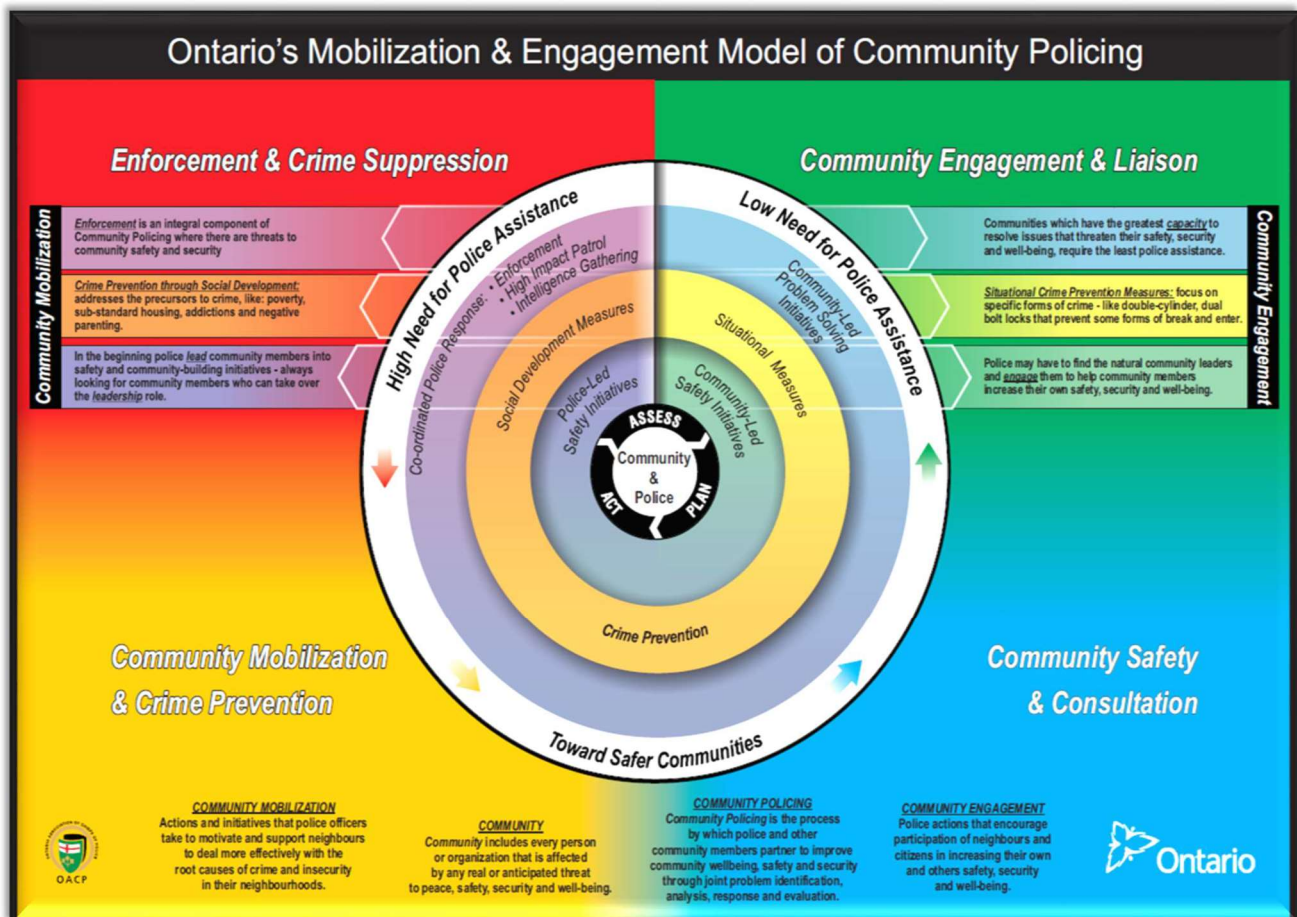 Ontario's Mobilization & Engagement Model of Community Policing
Enforcement & Crime Suppression
Community Engagement & Liaison
Community Mobilization
Enforcement is an integral component of
Community Policing where there are threats to
community safety and security
Crime Prevention through Social Development:
addresses the precursors to crime, like: poverty,
sub-standard housing, addictions and negative
parenting.
In the beginning police lead community members into
safety and community-building initiatives - always
looking for community members who can take over
the leadership role.
High Need for Police Assistance
Low Need for Police Assistance
Co-ordinated Police Response:
• Enforcement
• High Impact Patrol
• Intelligence Gathering
Social Development Measures
Police-Led
Safety Initiatives
Community-Led
Problem Solving
Initiatives
Situational Measures
Community-Led
Safety Initiatives
ASSESS
PLAN
ACT
Community
&
Police
Crime Prevention
Toward Safer Communities
Communities which have the greatest capacity to
resolve issues that threaten their safety, security
and well-being, require the least police assistance.
Situational Crime Prevention Measures: focus on
specific forms of crime - like double-cylinder, dual
bolt locks that prevent some forms of break and enter.
Police may have to find the natural community leaders
and engage them to help community members
increase their own safety, security and well-being.
Community Engagement
Community Mobilization
& Crime Prevention
Community Safety
& Consultation
OACP
COMMUNITY MOBILIZATION
Actions and initiatives that police officers
take to motivate and support neighbours
to deal more effectively with the
root causes of crime and insecurity
in their neighbourhoods.
COMMUNITY
Community includes every person
or organization that is affected
by any real or anticipated threat
to peace, safety, security and well-being.
COMMUNITY POLICING
Community Policing is the process
by which police and other
community members partner to improve
community wellbeing, safety and security
through joint problem identification,
analysis, response and evaluation.
COMMUNITY ENGAGEMENT
Police actions that encourage
participation of neighbours and
citizens in increasing their own
and others safety, security
and well-being.
Ontario